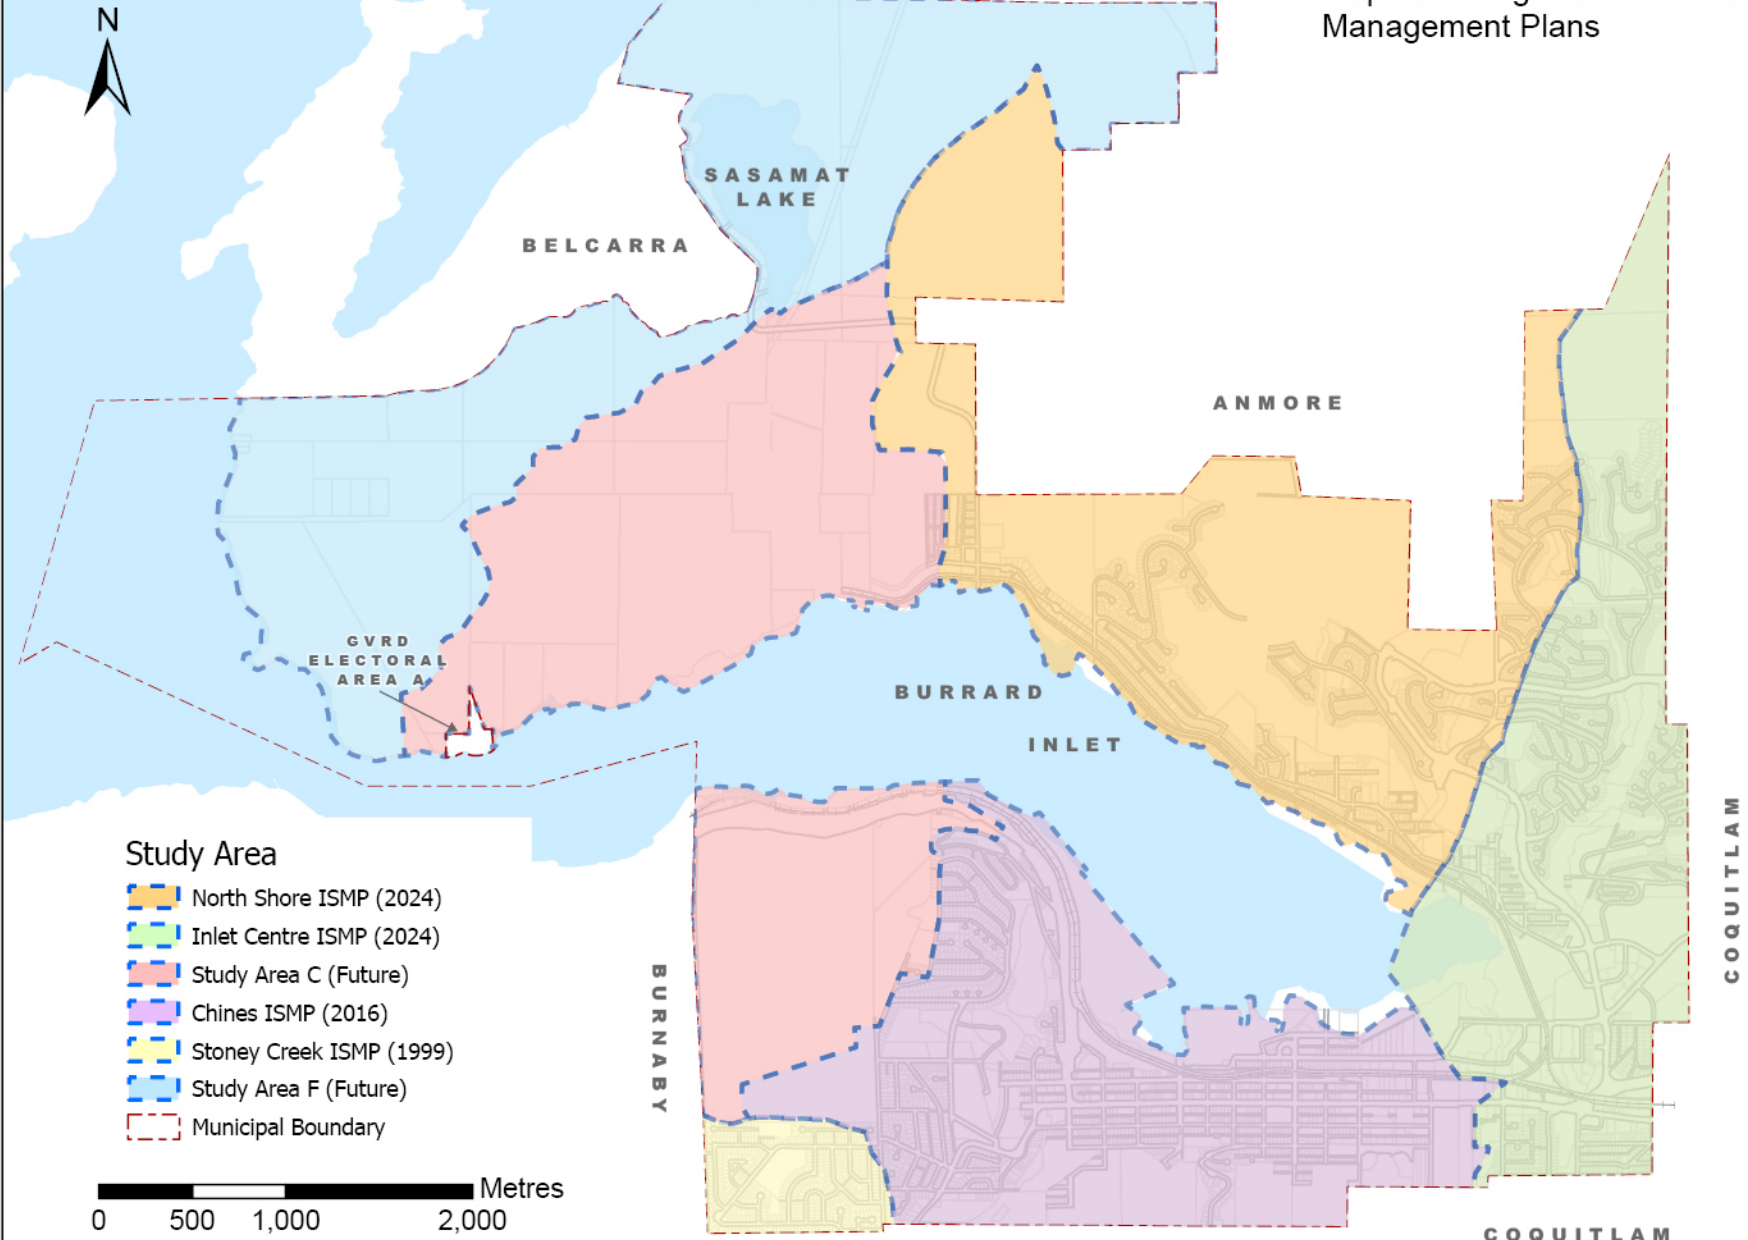 N
Management Plans
SASAMAT
LAKE
BELCARRA
ANMORE
GVRD
ELECTORAL
AREA A
BURRARD
INLET
COQUITLAM
BURNABY
Study Area
North Shore ISMP (2024)
Inlet Centre ISMP (2024)
Study Area C (Future)
Chines ISMP (2016)
Stoney Creek ISMP (1999)
Study Area F (Future)
Municipal Boundary
Metres
0 500 1,000 2,000
COQUITLAM